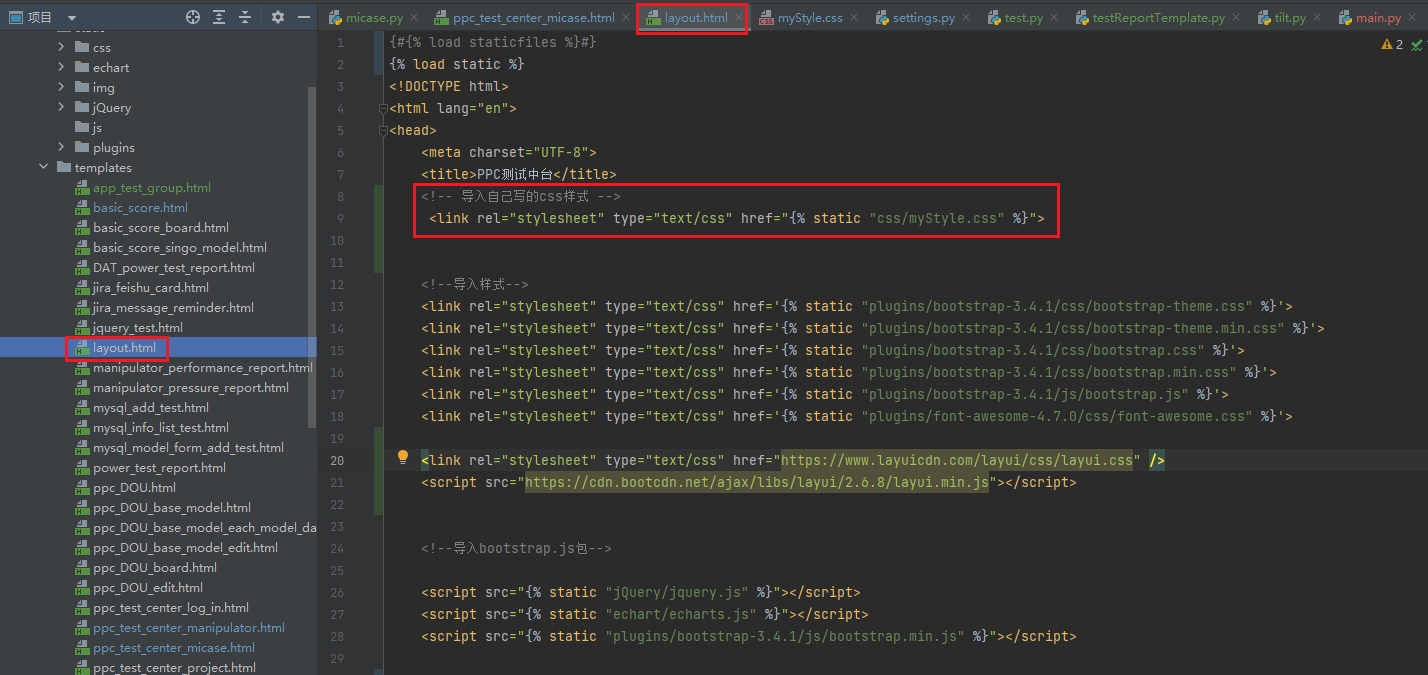 项目
micase.py
ppc_test_center_micase.html
layout.html
myStyle.css
settings.py
test.py
testReportTemplate.py
tilt.py
main.py
css
echart
img
jQuery
js
plugins
templates
app_test_group.html
basic_score.html
basic_score_board.html
basic_score_singo_model.html
DAT_power_test_report.html
jira_feishu_card.html
jira_message_reminder.html
jquery_test.html
layout.html
manipulator_performance_report.html
manipulator_pressure_report.html
mysql_add_test.html
mysql_info_list_test.html
mysql_model_form_add_test.html
power_test_report.html
ppc_DOU.html
ppc_DOU_base_model.html
ppc_DOU_base_model_each_model_da
ppc_DOU_base_model_edit.html
ppc_DOU_board.html
ppc_DOU_edit.html
ppc_test_center_log_in.html
ppc_test_center_manipulator.html
ppc_test_center_micase.html
ppc_test_center_project.html
2
1 {#{% load staticfiles %}#}
2 {% load static %}
3 <!DOCTYPE html>
4 <html lang="en">
5 <head>
6 <meta charset="UTF-8">
7 <title>PPC测试中台</title>
8 <!-- 导入自己写的css样式 -->
9 <link rel="stylesheet" type="text/css" href="{% static "css/myStyle.css" %}">
10
11
12 <!--导入样式-->
13 <link rel="stylesheet" type="text/css" href='{% static "plugins/bootstrap-3.4.1/css/bootstrap-theme.css" %}'>
14 <link rel="stylesheet" type="text/css" href='{% static "plugins/bootstrap-3.4.1/css/bootstrap-theme.min.css" %}'>
15 <link rel="stylesheet" type="text/css" href='{% static "plugins/bootstrap-3.4.1/css/bootstrap.css" %}'>
16 <link rel="stylesheet" type="text/css" href='{% static "plugins/bootstrap-3.4.1/css/bootstrap.min.css" %}'>
17 <link rel="stylesheet" type="text/css" href='{% static "plugins/bootstrap-3.4.1/js/bootstrap.js" %}'>
18 <link rel="stylesheet" type="text/css" href='{% static "plugins/font-awesome-4.7.0/css/font-awesome.css" %}'>
19
20 <link rel="stylesheet" type="text/css" href="https://www.layuicdn.com/layui/css/layui.css" />
21 <script src="https://cdn.bootcdn.net/ajax/libs/layui/2.6.8/layui.min.js"></script>
22
23
24 <!--导入bootstrap.js包-->
25
26 <script src="{% static "jQuery/jquery.js" %}"></script>
27 <script src="{% static "echart/echarts.js" %}"></script>
28 <script src="{% static "plugins/bootstrap-3.4.1/js/bootstrap.min.js" %}"></script>
29